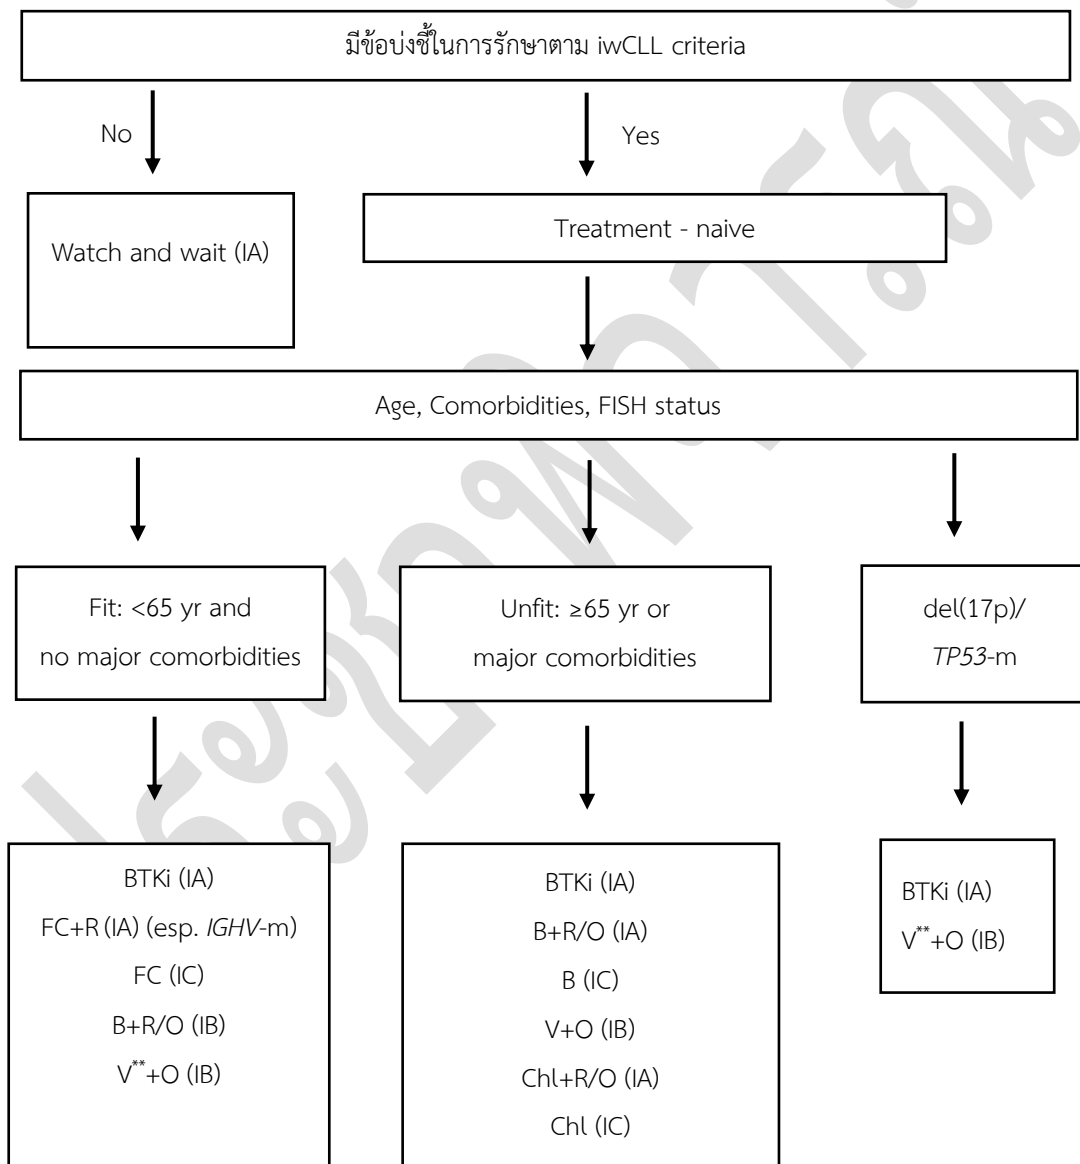 มีข้อบ่งชี้ในการรักษาตาม iwCLL criteria
No
Yes
Watch and wait (IA)
Treatment - naive
Age, Comorbidities, FISH status
Fit: <65 yr and
no major comorbidities
Unfit: ≥65 yr or
major comorbidities
del(17p)/
TP53-m
BTKi (IA)
FC+R (IA) (esp. IGHV-m)
FC (IC)
B+R/O (IB)
V**+O (IB)
BTKi (IA)
B+R/O (IA)
B (IC)
V+O (IB)
Chl+R/O (IA)
Chl (IC)
BTKi (IA)
V**+O (IB)